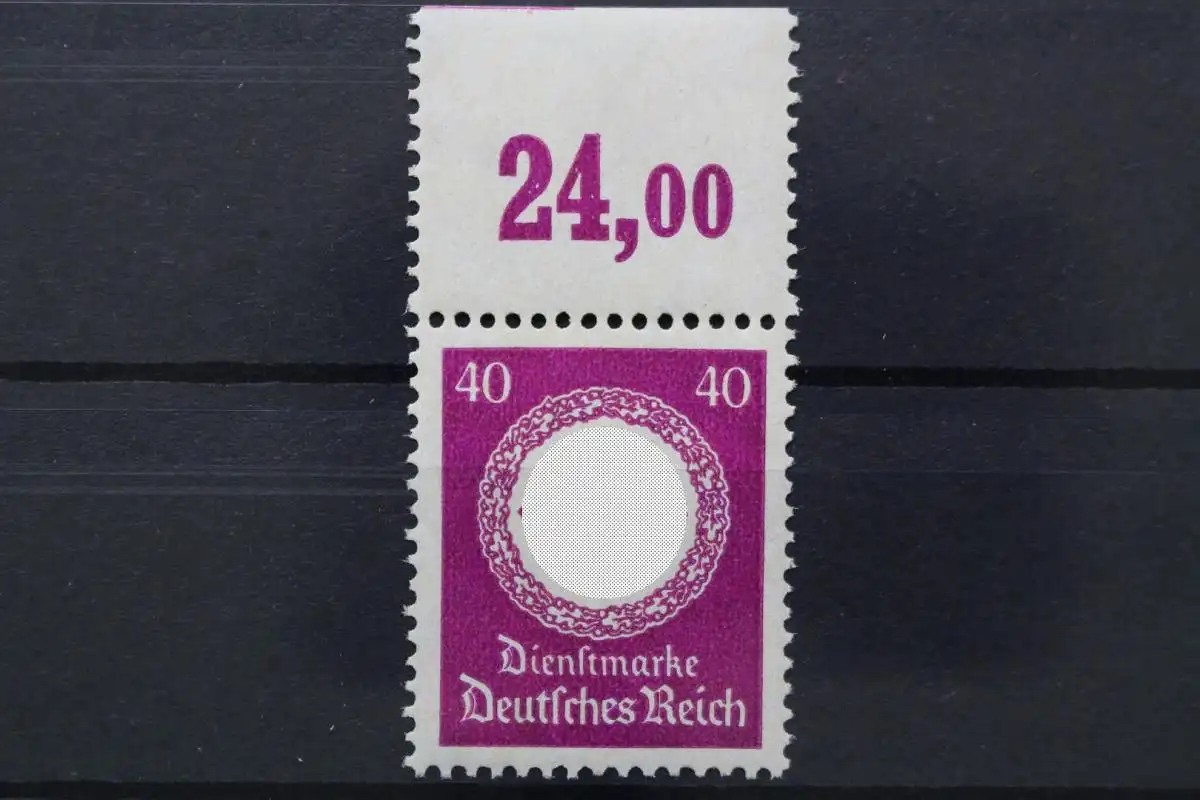 24,00
40 40
Dienſtmarke
Deutſches Reich